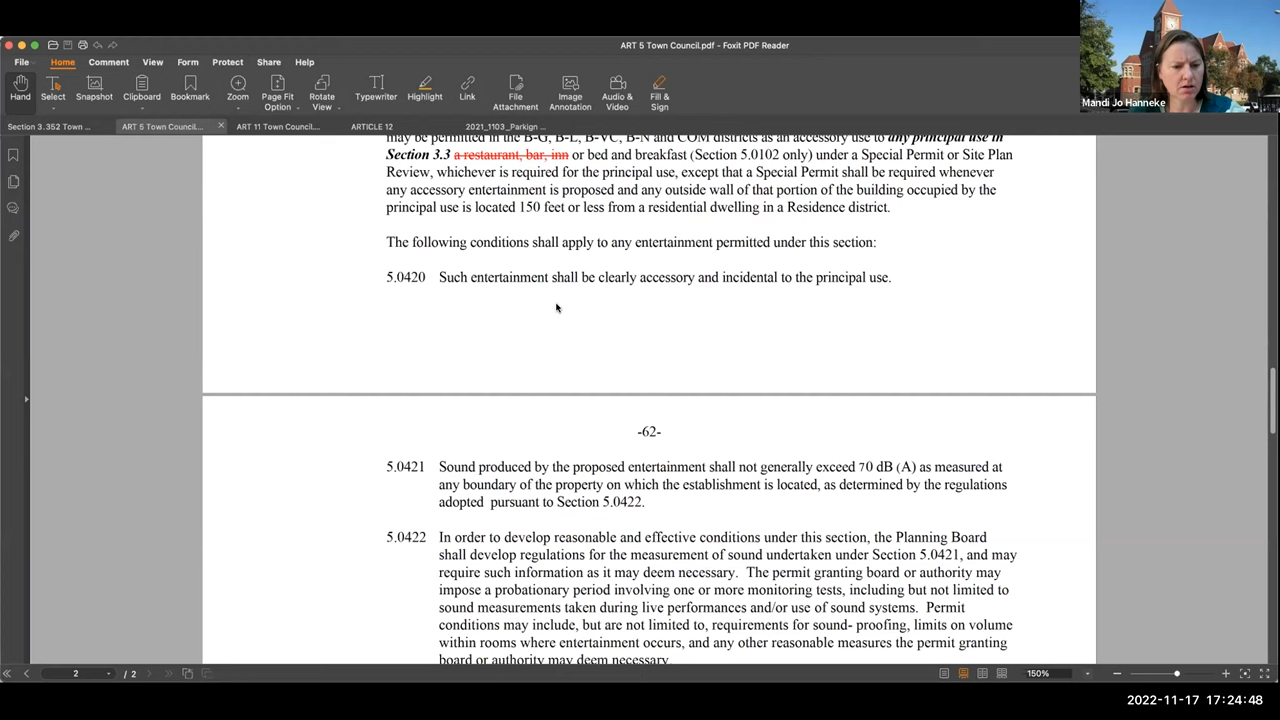 ART 5 Town Council.pdf - Foxit PDF Reader
File Home Comment View Form Protect Share Help
Hand Select Snapshot Clipboard Bookmark Zoom Page Fit Option Rotate View Typewriter Highlight Link File Attachment Image Annotation Audio & Video Fill & Sign
Mandi Jo Hanneke
Section 3.352 Town ... ART 5 Town Council.... ART 11 Town Council.... ARTICLE 12 2021_1103_Parkign ...
may be permitted in the B-G, B-L, B-VC, B-N and COM districts as an accessory use to any principal use in
Section 3.3 a restaurant, bar, inn or bed and breakfast (Section 5.0102 only) under a Special Permit or Site Plan
Review, whichever is required for the principal use, except that a Special Permit shall be required whenever
any accessory entertainment is proposed and any outside wall of that portion of the building occupied by the
principal use is located 150 feet or less from a residential dwelling in a Residence district.
The following conditions shall apply to any entertainment permitted under this section:
5.0420 Such entertainment shall be clearly accessory and incidental to the principal use.
-62-
5.0421 Sound produced by the proposed entertainment shall not generally exceed 70 dB (A) as measured at
any boundary of the property on which the establishment is located, as determined by the regulations
adopted pursuant to Section 5.0422.
5.0422 In order to develop reasonable and effective conditions under this section, the Planning Board
shall develop regulations for the measurement of sound undertaken under Section 5.0421, and may
require such information as it may deem necessary. The permit granting board or authority may
impose a probationary period involving one or more monitoring tests, including but not limited to
sound measurements taken during live performances and/or use of sound systems. Permit
conditions may include, but are not limited to, requirements for sound- proofing, limits on volume
within rooms where entertainment occurs, and any other reasonable measures the permit granting
board or authority may deem necessary.
2 / 2 150%
2022-11-17 17:24:48